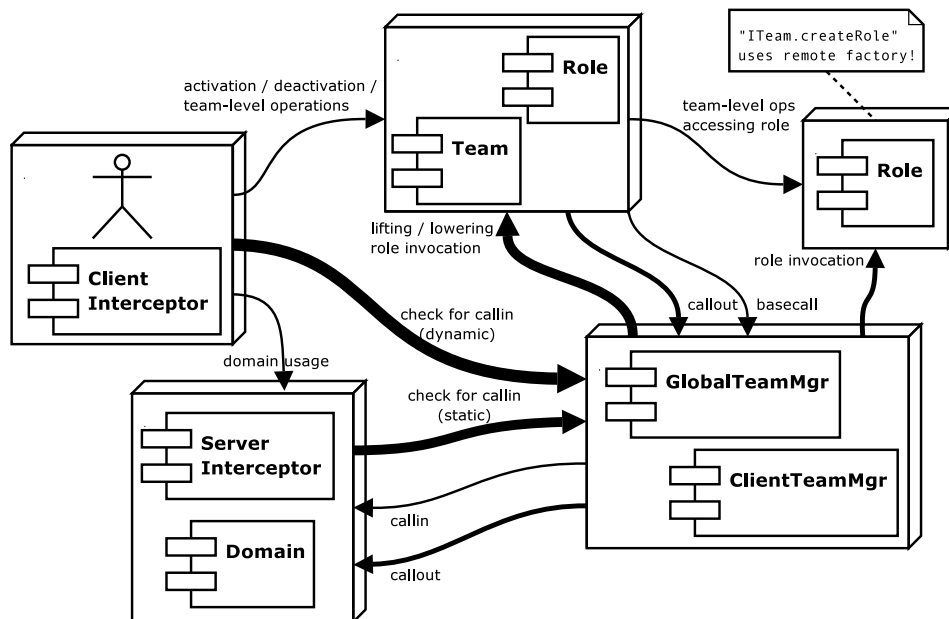 "ITeam.createRole"
uses remote factory!
activation / deactivation /
team-level operations
Role
Team
team-level ops
accessing role
Role
lifting / lowering
role invocation
role invocation
Client
Interceptor
callout
basecall
check for callin
(dynamic)
domain usage
GlobalTeamMgr
check for callin
(static)
Server
Interceptor
ClientTeamMgr
callin
Domain
callout